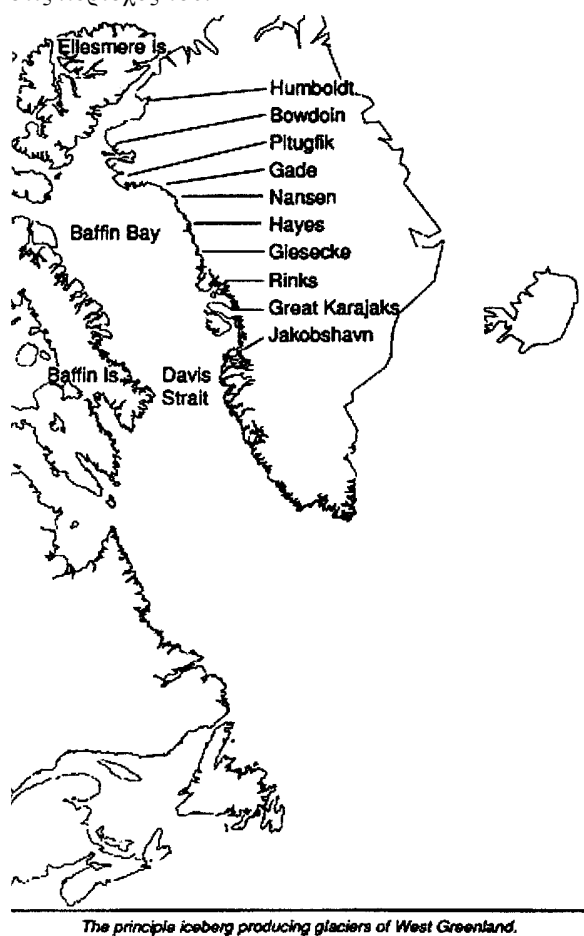 Ellesmere Is.
Humboldt
Bowdoin
Pitugfik
Gade
Nansen
Baffin Bay
Hayes
Giesecke
Rinks
Great Karajaks
Jakobshavn
Baffin Is.
Davis
Strait
The principle iceberg producing glaciers of West Greenland.